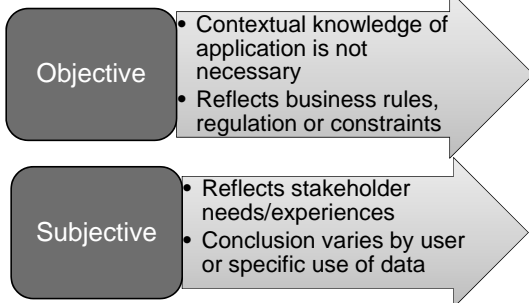 Objective
• Contextual knowledge of
application is not
necessary
• Reflects business rules,
regulation or constraints
Subjective
• Reflects stakeholder
needs/experiences
• Conclusion varies by user
or specific use of data